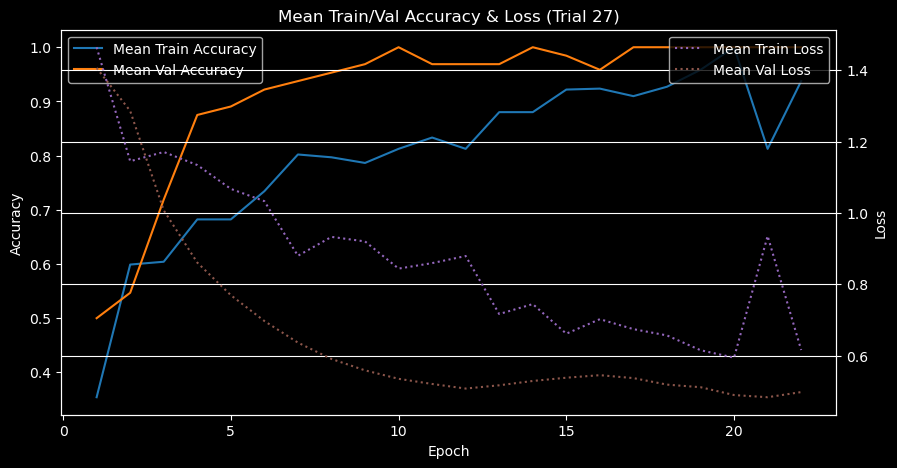 Mean Train/Val Accuracy & Loss (Trial 27)
Mean Train Accuracy
Mean Val Accuracy
Mean Train Loss
Mean Val Loss
1.0
0.9
0.8
0.7
0.6
0.5
0.4
Accuracy
1.4
1.2
1.0
0.8
0.6
Loss
0 5 10 15 20
Epoch